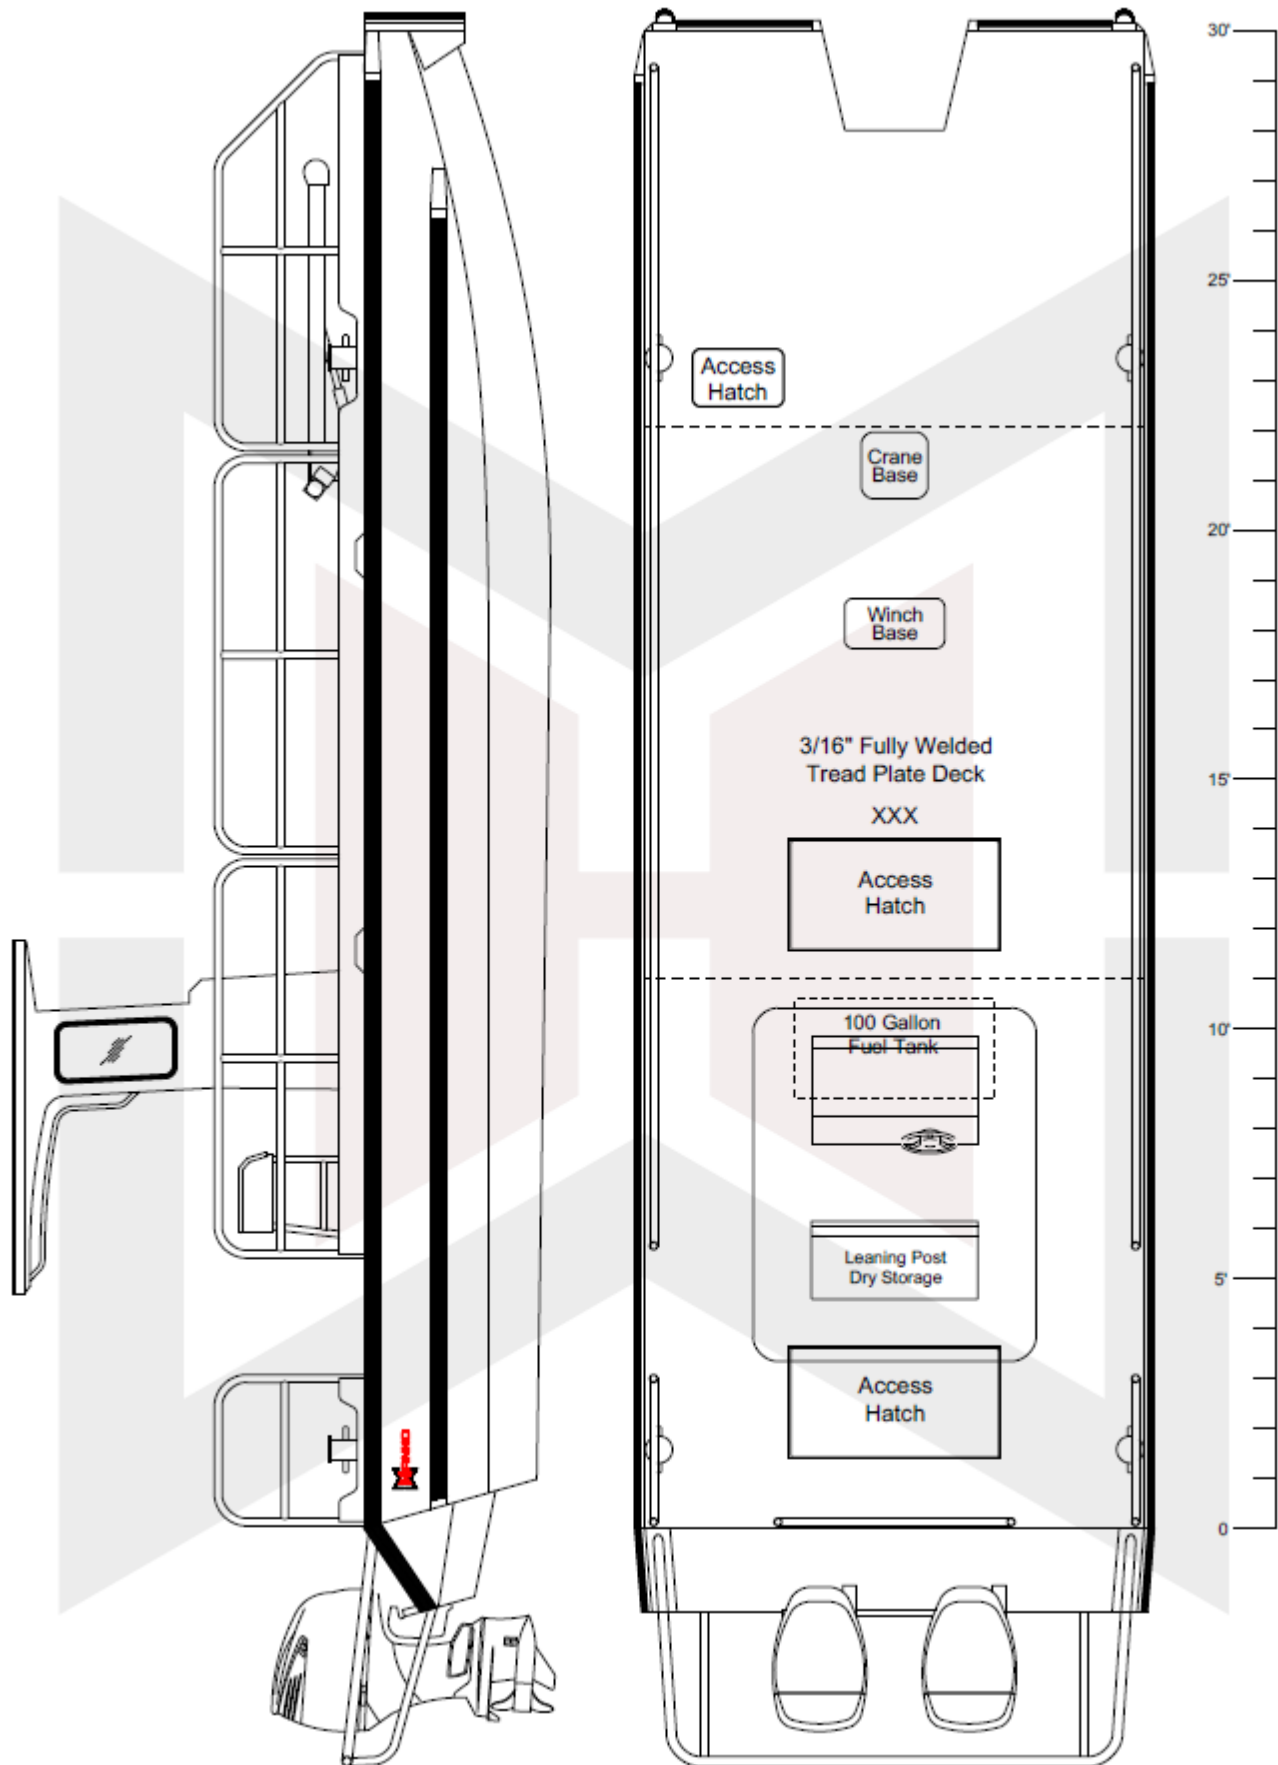 30'
25'
Access
Hatch
Crane
Base
20'
Winch
Base
3/16" Fully Welded
Tread Plate Deck
15'
XXX
Access
Hatch
100 Gallon
Fuel Tank
10'
Leaning Post
Dry Storage
5'
Access
Hatch
0